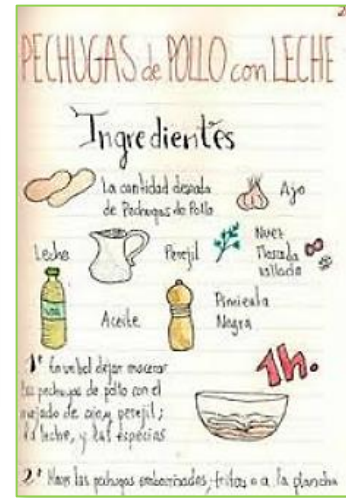 2
PECHUGAS de POLLO con LECHE
Ingredientes
La cantidad deseada
de Pechugas de Pollo
Ajo
Leche
Perejil
Nuez
Moscada
rallada
Aceite
Pimienta
Negra
1º En un bol dejar macerar
las pechugas de pollo con el
majado de ajo y perejil;
la leche, y las especias
1h.
2º Hacer las pechugas fritas o a la plancha